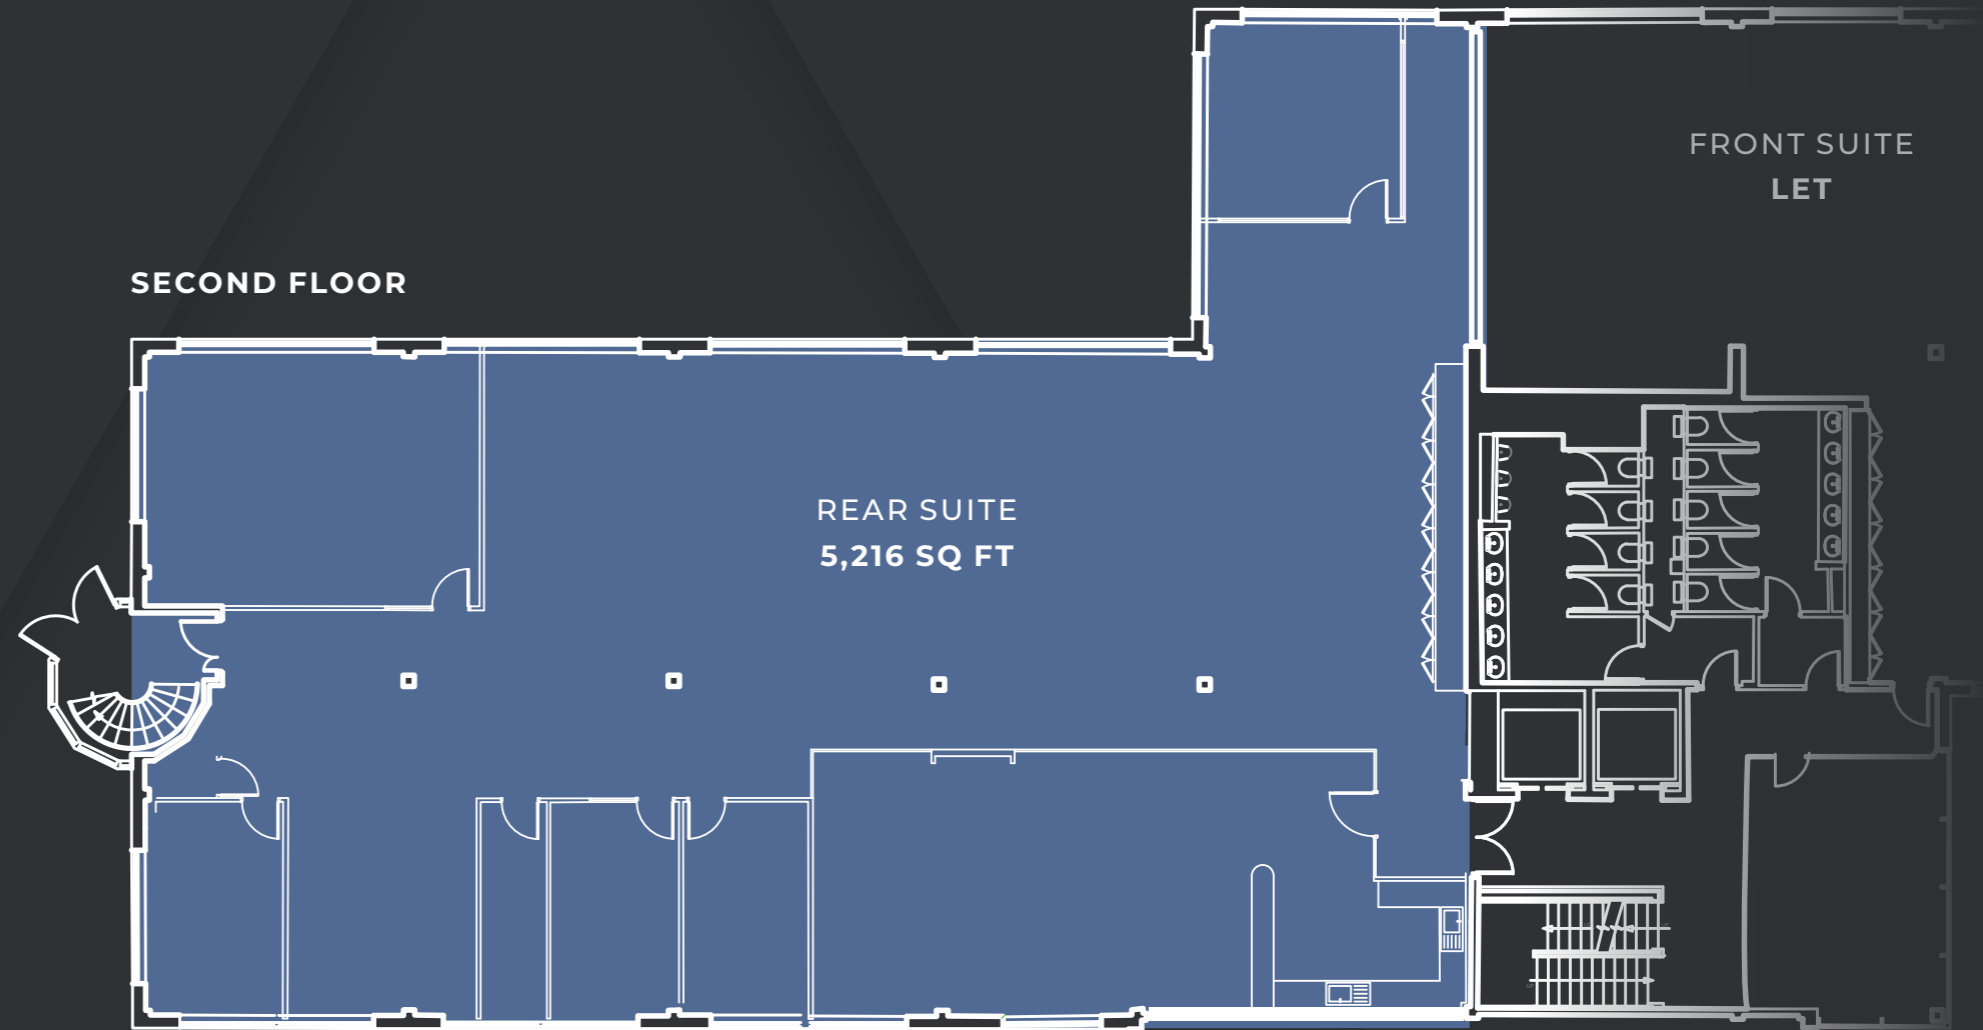 FRONT SUITE
LET
SECOND FLOOR
REAR SUITE
5,216 SQ FT